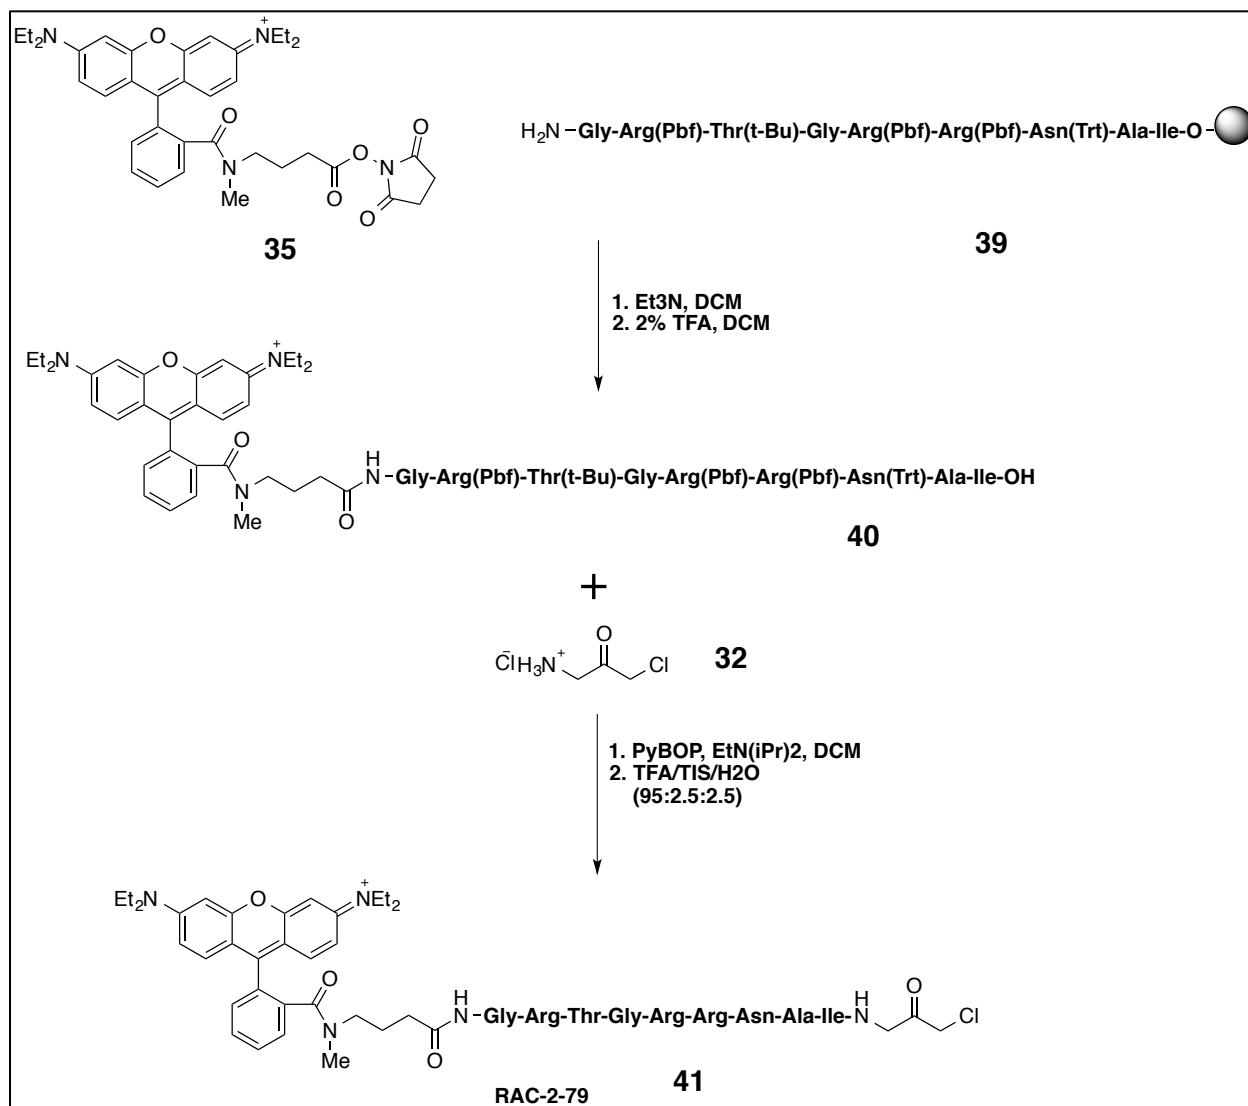 Et2N O + NEt2
O
N
Me
O
O
O
N
O
O
35
H2N–Gly-Arg(Pbf)-Thr(t-Bu)-Gly-Arg(Pbf)-Arg(Pbf)-Asn(Trt)-Ala-Ile-O
39
1. Et3N, DCM
2. 2% TFA, DCM
Et2N O + NEt2
O
N
Me
O
H
N–Gly-Arg(Pbf)-Thr(t-Bu)-Gly-Arg(Pbf)-Arg(Pbf)-Asn(Trt)-Ala-Ile-OH
40
+
O
Cl- H3N+ Cl
32
1. PyBOP, EtN(iPr)2, DCM
2. TFA/TIS/H2O
(95:2.5:2.5)
Et2N O + NEt2
O
N
Me
O
H H O
N–Gly-Arg-Thr-Gly-Arg-Arg-Asn-Ala-Ile-N Cl
41
RAC-2-79